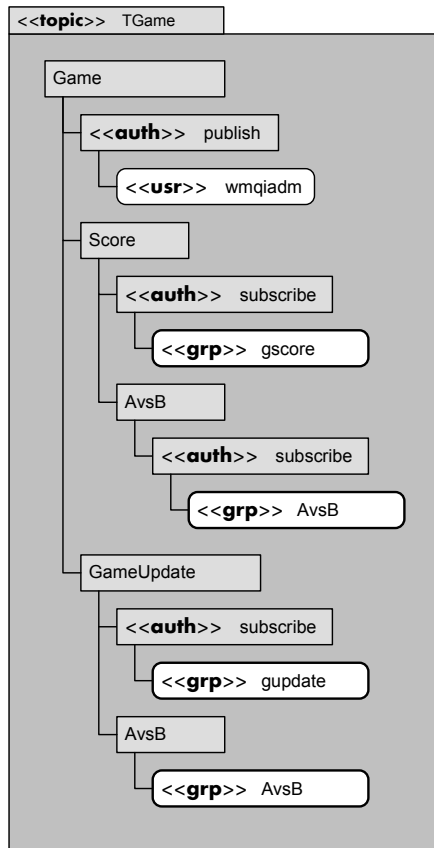 <<topic>> TGame
Game
<<auth>> publish
<<usr>> wmqiadm
Score
<<auth>> subscribe
<<grp>> gscore
AvsB
<<auth>> subscribe
<<grp>> AvsB
GameUpdate
<<auth>> subscribe
<<grp>> gupdate
AvsB
<<grp>> AvsB